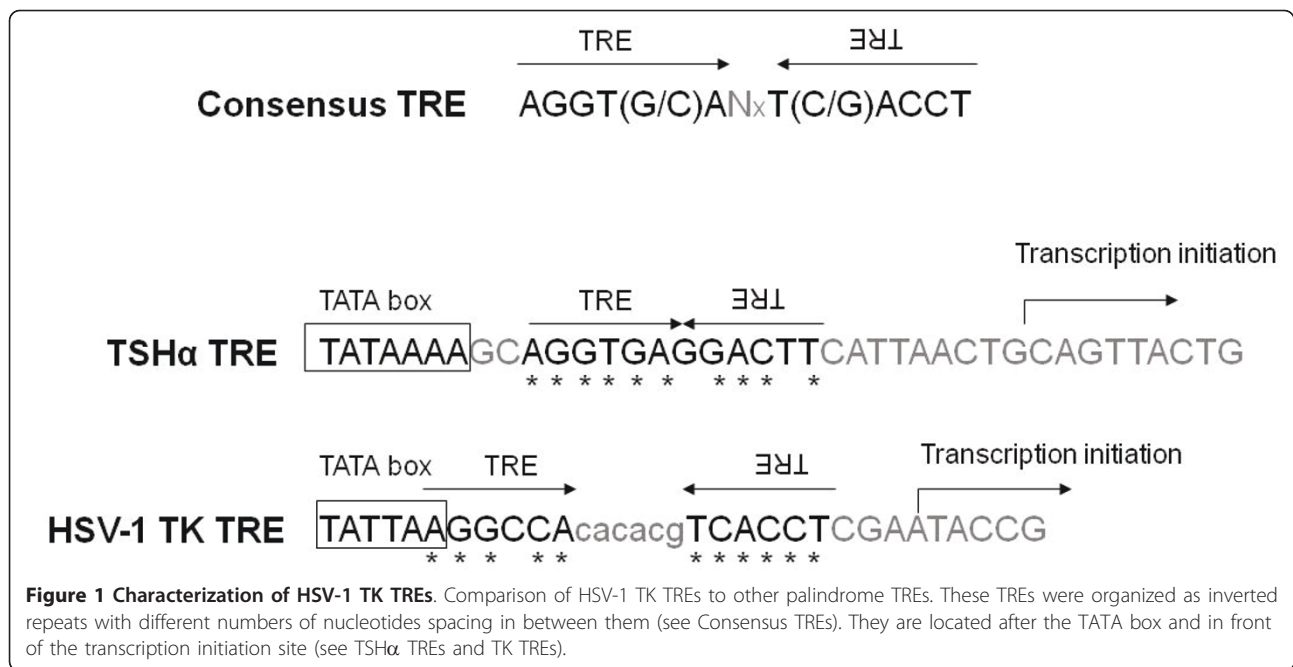 TRE TRE
Consensus TRE AGGT(G/C)ANxT(C/G)ACCT
Transcription initiation
TATA box TRE TRE
TSHα TRE TATAAAAGCAGGTGAGGACTTCATTAACTGCAGTTACTG
* * * * * * * * * *
TATA box TRE TRE Transcription initiation
HSV-1 TK TRE TATTAAGGCCAcacacgTCACCTCGAATACCG
* * * * * * * * * * *
Figure 1 Characterization of HSV-1 TK TREs. Comparison of HSV-1 TK TREs to other palindrome TREs. These TREs were organized as inverted
repeats with different numbers of nucleotides spacing in between them (see Consensus TREs). They are located after the TATA box and in front
of the transcription initiation site (see TSHα TREs and TK TREs).